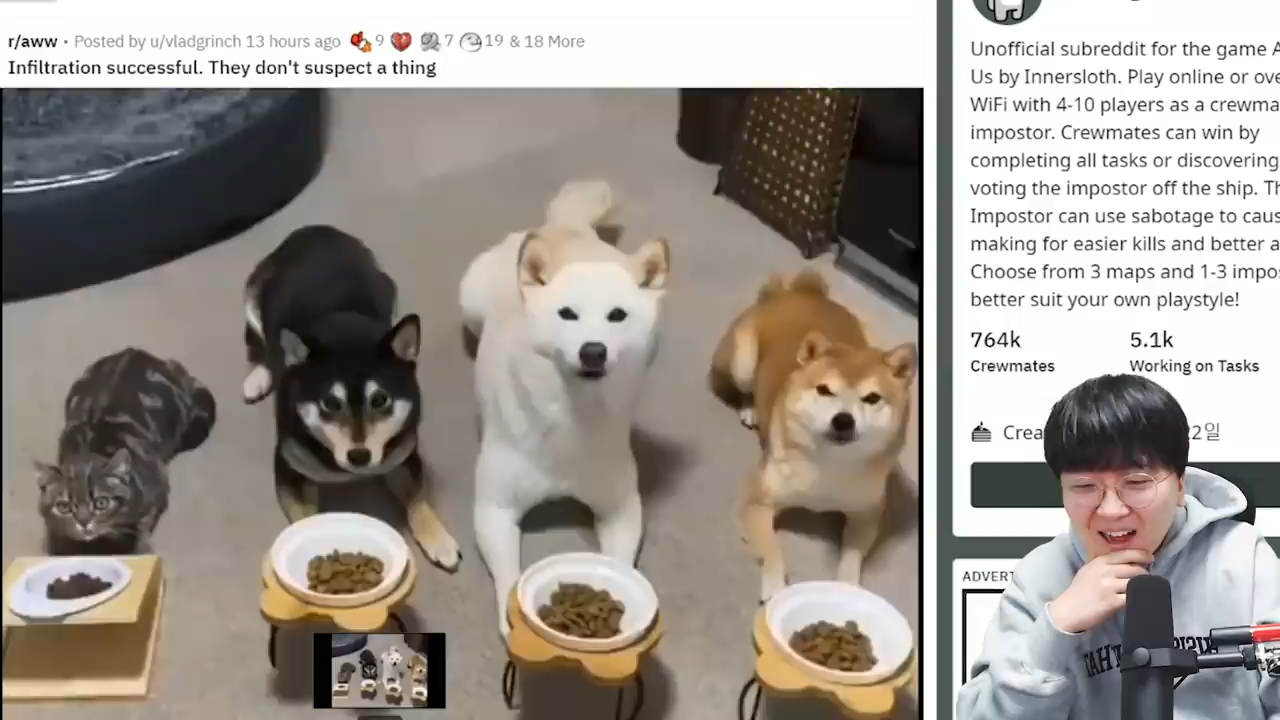 r/aww • Posted by u/vladgrinch 13 hours ago 9 7 19 & 18 More
Infiltration successful. They don't suspect a thing
Unofficial subreddit for the game A
Us by Innersloth. Play online or ove
WiFi with 4-10 players as a crewma
impostor. Crewmates can win by
completing all tasks or discovering
voting the impostor off the ship. Th
Impostor can use sabotage to caus
making for easier kills and better a
Choose from 3 maps and 1-3 impo
better suit your own playstyle!
764k 5.1k
Crewmates Working on Tasks
Crea 22일
ADVERT